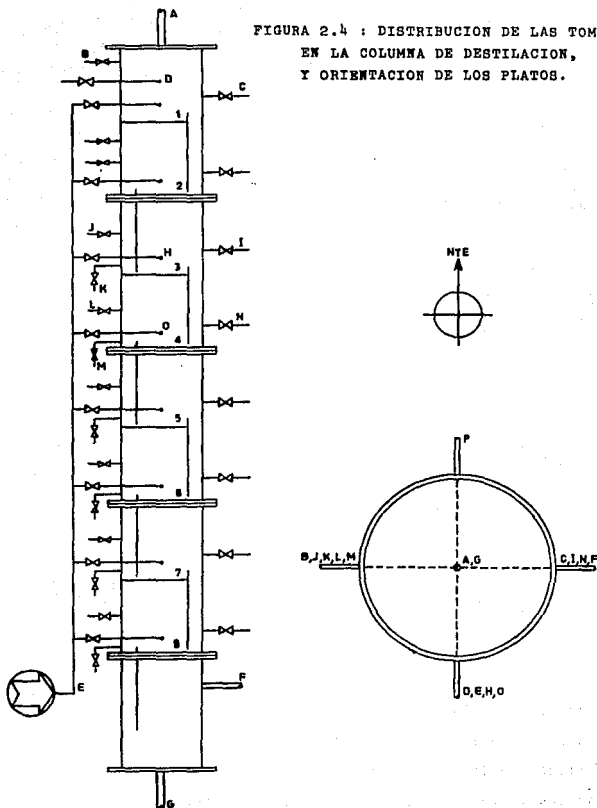 FIGURA 2.4 : DISTRIBUCION DE LAS TOM
EN LA COLUMNA DE DESTILACION,
Y ORIENTACION DE LOS PLATOS.
A
B
D
C
1
2
J
I
H
3
K
L
N
O
4
M
5
6
7
8
E
F
G
NTE
P
B,J,K,L,M
A,G
C,I,N,F
D,E,H,O